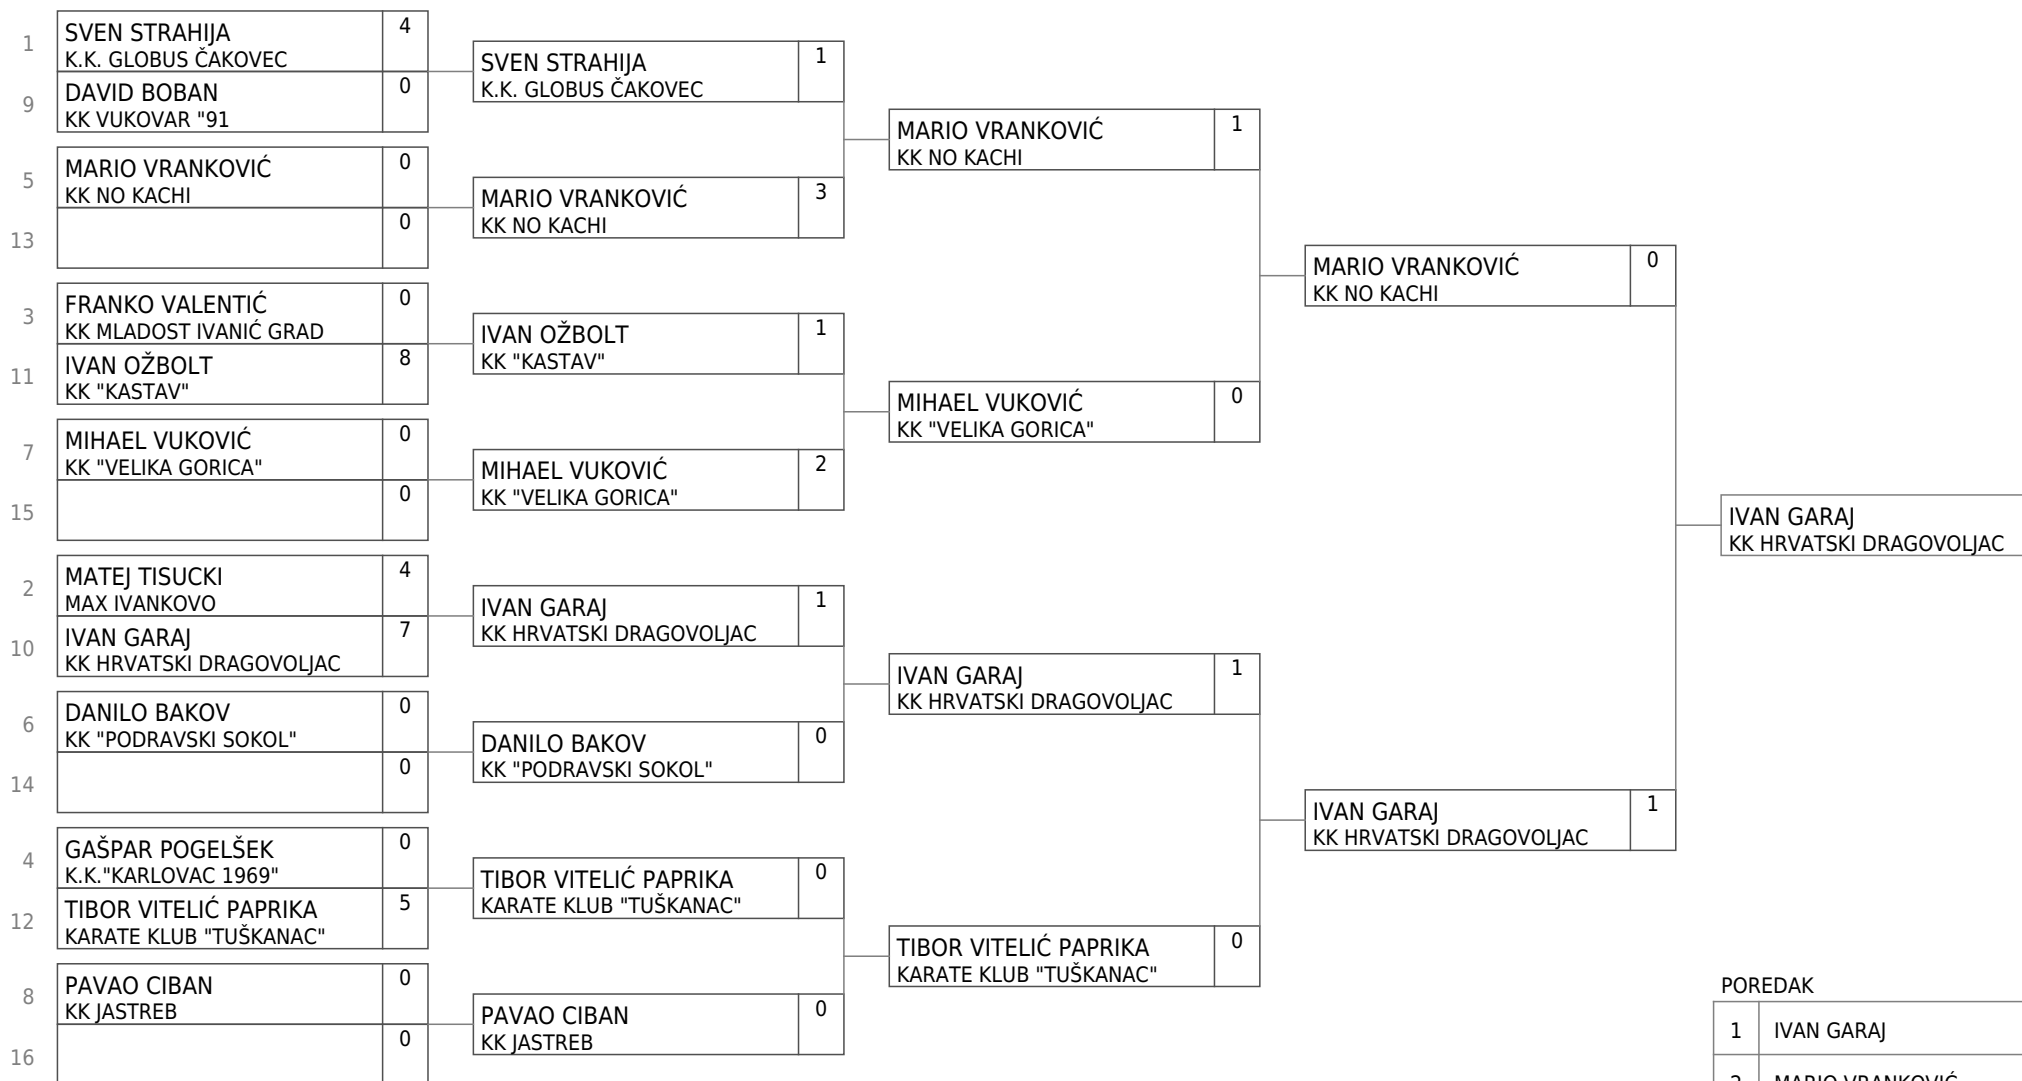 1
SVEN STRAHIJA
K.K. GLOBUS ČAKOVEC
4
9
DAVID BOBAN
KK VUKOVAR "91
0
5
MARIO VRANKOVIĆ
KK NO KACHI
0
13
0
3
FRANKO VALENTIĆ
KK MLADOST IVANIĆ GRAD
0
11
IVAN OŽBOLT
KK "KASTAV"
8
7
MIHAEL VUKOVIĆ
KK "VELIKA GORICA"
0
15
0
2
MATEJ TISUCKI
MAX IVANKOVO
4
10
IVAN GARAJ
KK HRVATSKI DRAGOVOLJAC
7
6
DANILO BAKOV
KK "PODRAVSKI SOKOL"
0
14
0
4
GAŠPAR POGELŠEK
K.K."KARLOVAC 1969"
0
12
TIBOR VITELIĆ PAPRIKA
KARATE KLUB "TUŠKANAC"
5
8
PAVAO CIBAN
KK JASTREB
0
16
0
SVEN STRAHIJA
K.K. GLOBUS ČAKOVEC
1
MARIO VRANKOVIĆ
KK NO KACHI
3
IVAN OŽBOLT
KK "KASTAV"
1
MIHAEL VUKOVIĆ
KK "VELIKA GORICA"
2
IVAN GARAJ
KK HRVATSKI DRAGOVOLJAC
1
DANILO BAKOV
KK "PODRAVSKI SOKOL"
0
TIBOR VITELIĆ PAPRIKA
KARATE KLUB "TUŠKANAC"
0
PAVAO CIBAN
KK JASTREB
0
MARIO VRANKOVIĆ
KK NO KACHI
1
MIHAEL VUKOVIĆ
KK "VELIKA GORICA"
0
IVAN GARAJ
KK HRVATSKI DRAGOVOLJAC
1
TIBOR VITELIĆ PAPRIKA
KARATE KLUB "TUŠKANAC"
0
MARIO VRANKOVIĆ
KK NO KACHI
0
IVAN GARAJ
KK HRVATSKI DRAGOVOLJAC
1
IVAN GARAJ
KK HRVATSKI DRAGOVOLJAC
POREDAK
1 IVAN GARAJ
2 MARIO VRANKOVIĆ